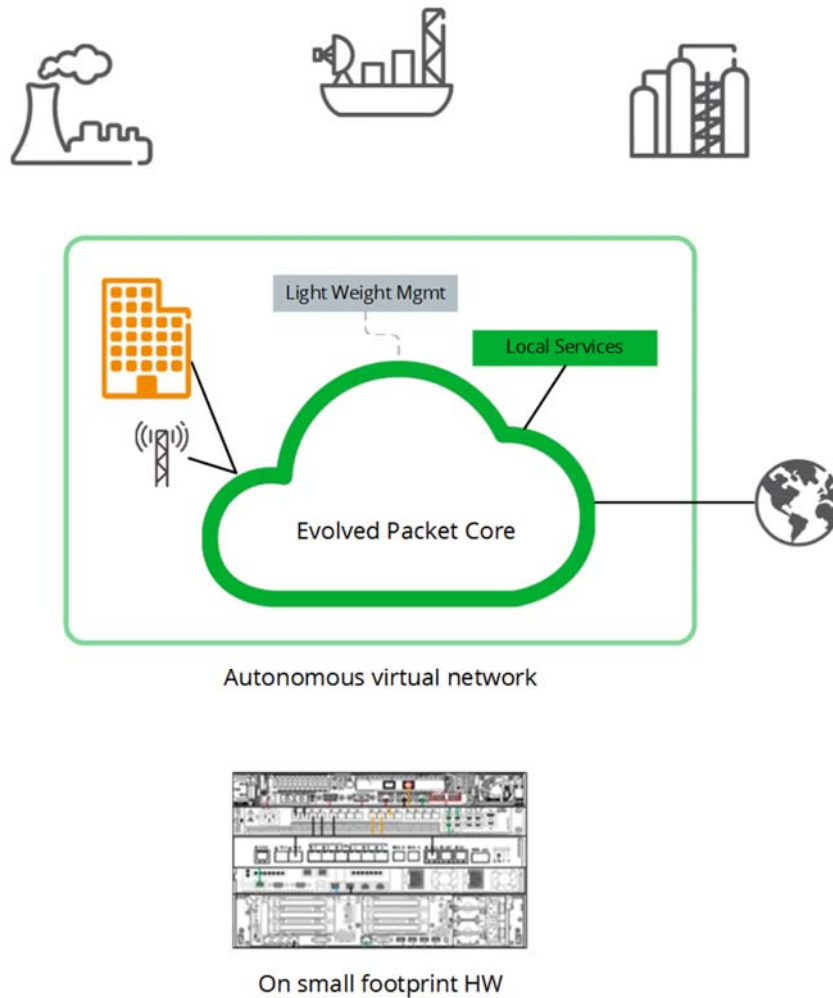 Light Weight Mgmt
Local Services
Evolved Packet Core
Autonomous virtual network
On small footprint HW